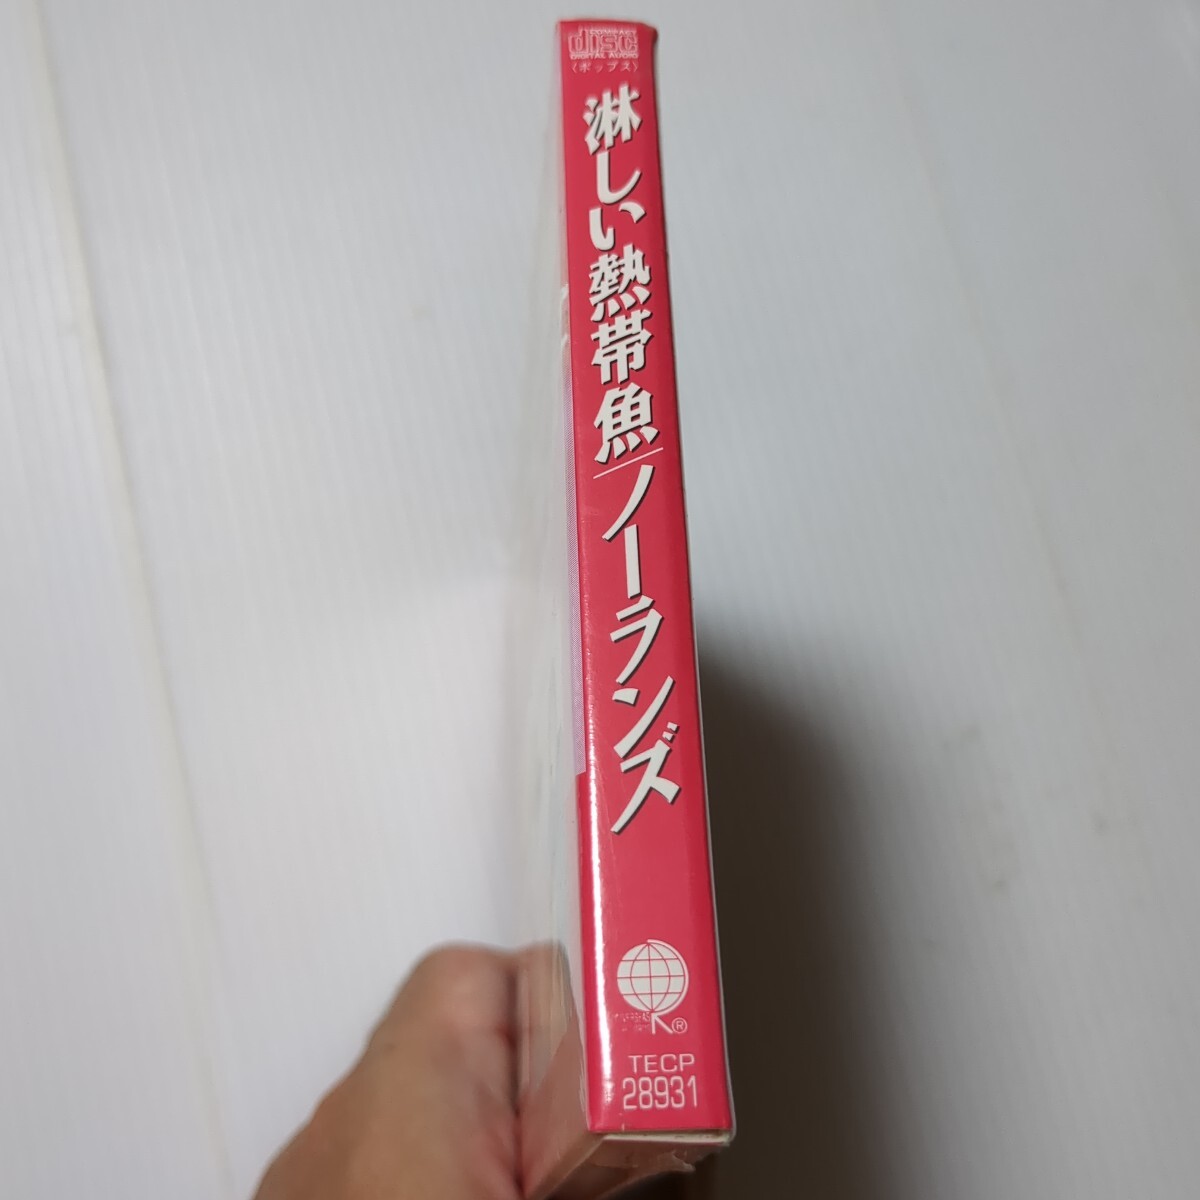 COMPACT
disc
DIGITAL AUDIO
〈ポップス〉
淋しい熱帯魚/ノーランズ
®
TECP
28931